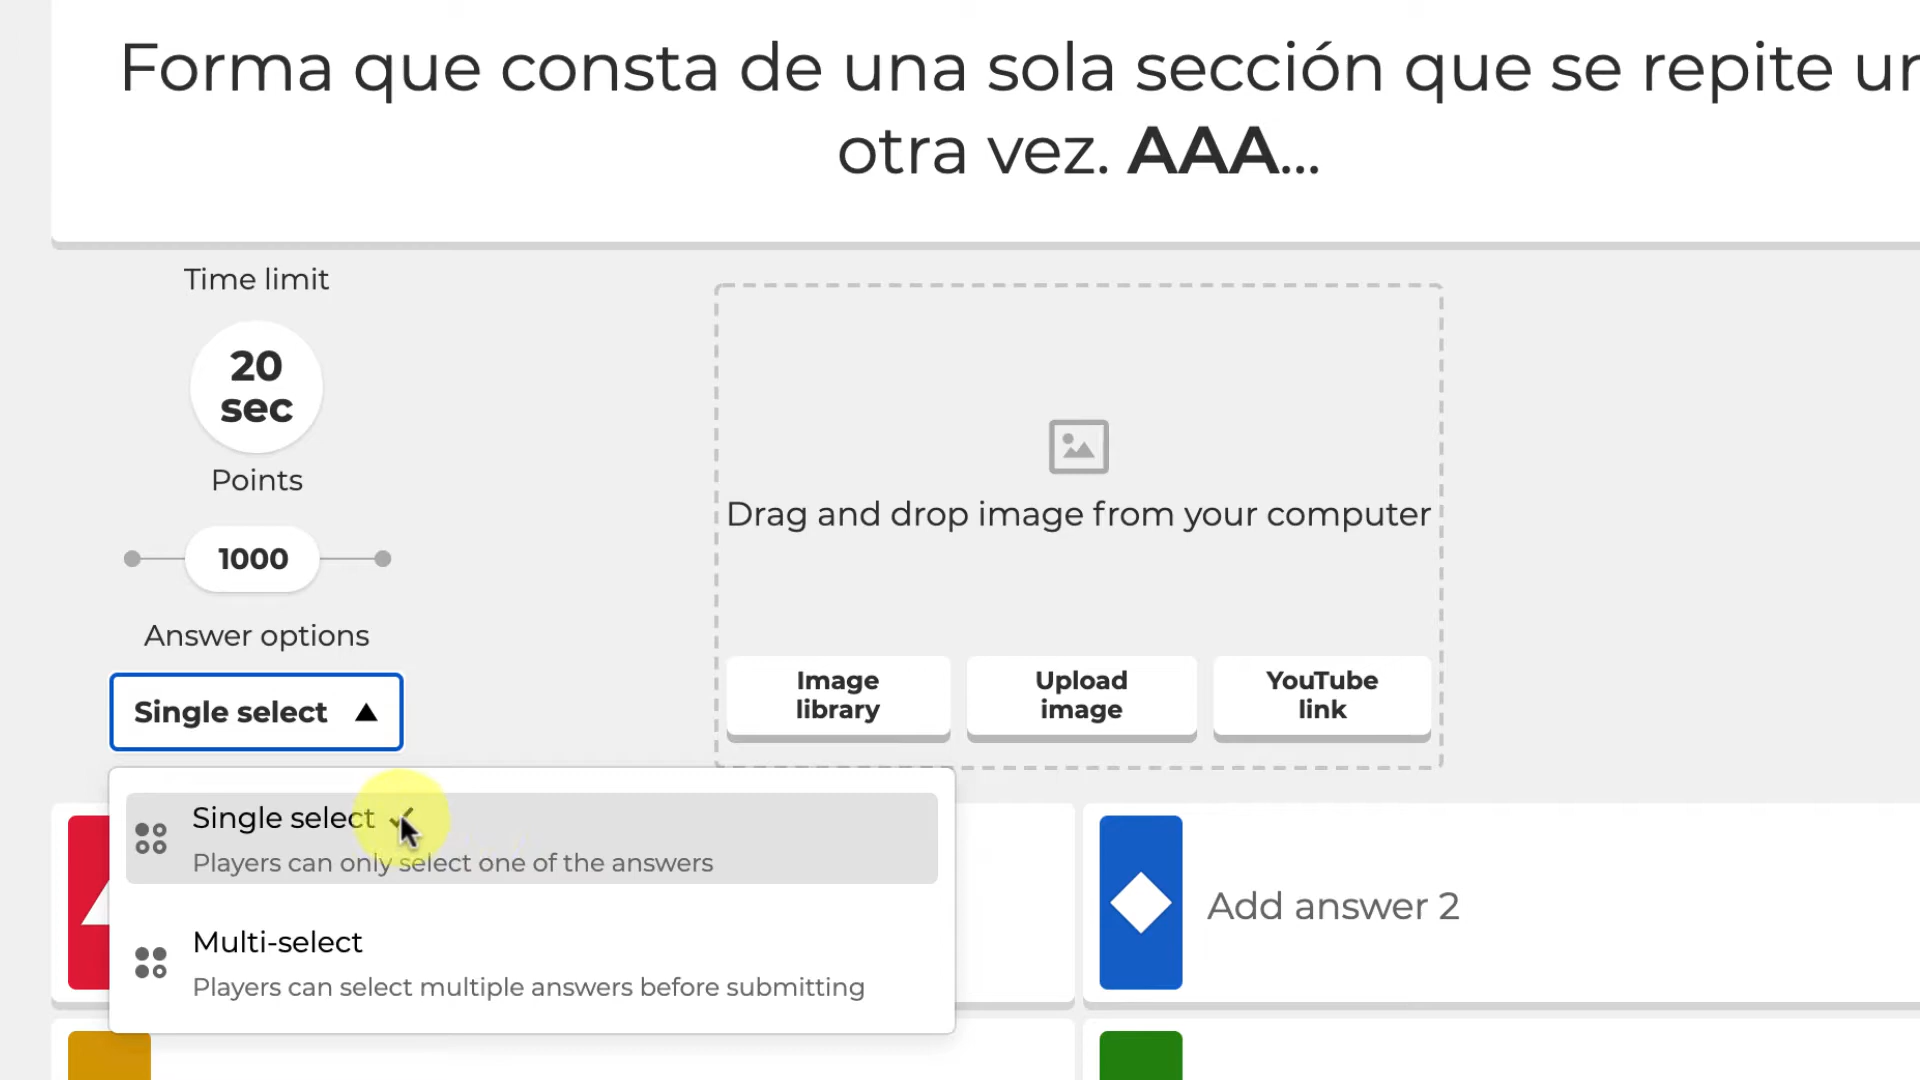 Forma que consta de una sola sección que se repite
otra vez. AAA...
Time limit
20
sec
Points
1000
Answer options
Single select
Drag and drop image from your computer
Image
library
Upload
image
YouTube
link
Single select
Players can only select one of the answers
Multi-select
Players can select multiple answers before submitting
Add answer 2